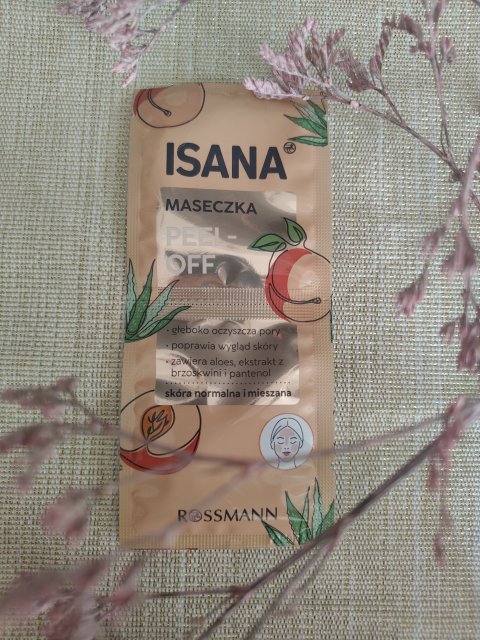 ISANA
MASECZKA
PEEL-
OFF
• głęboko oczyszcza pory
• poprawia wygląd skóry
• zawiera aloes, ekstrakt z
brzoskwini i pantenol
skóra normalna i mieszana
ROSSMANN